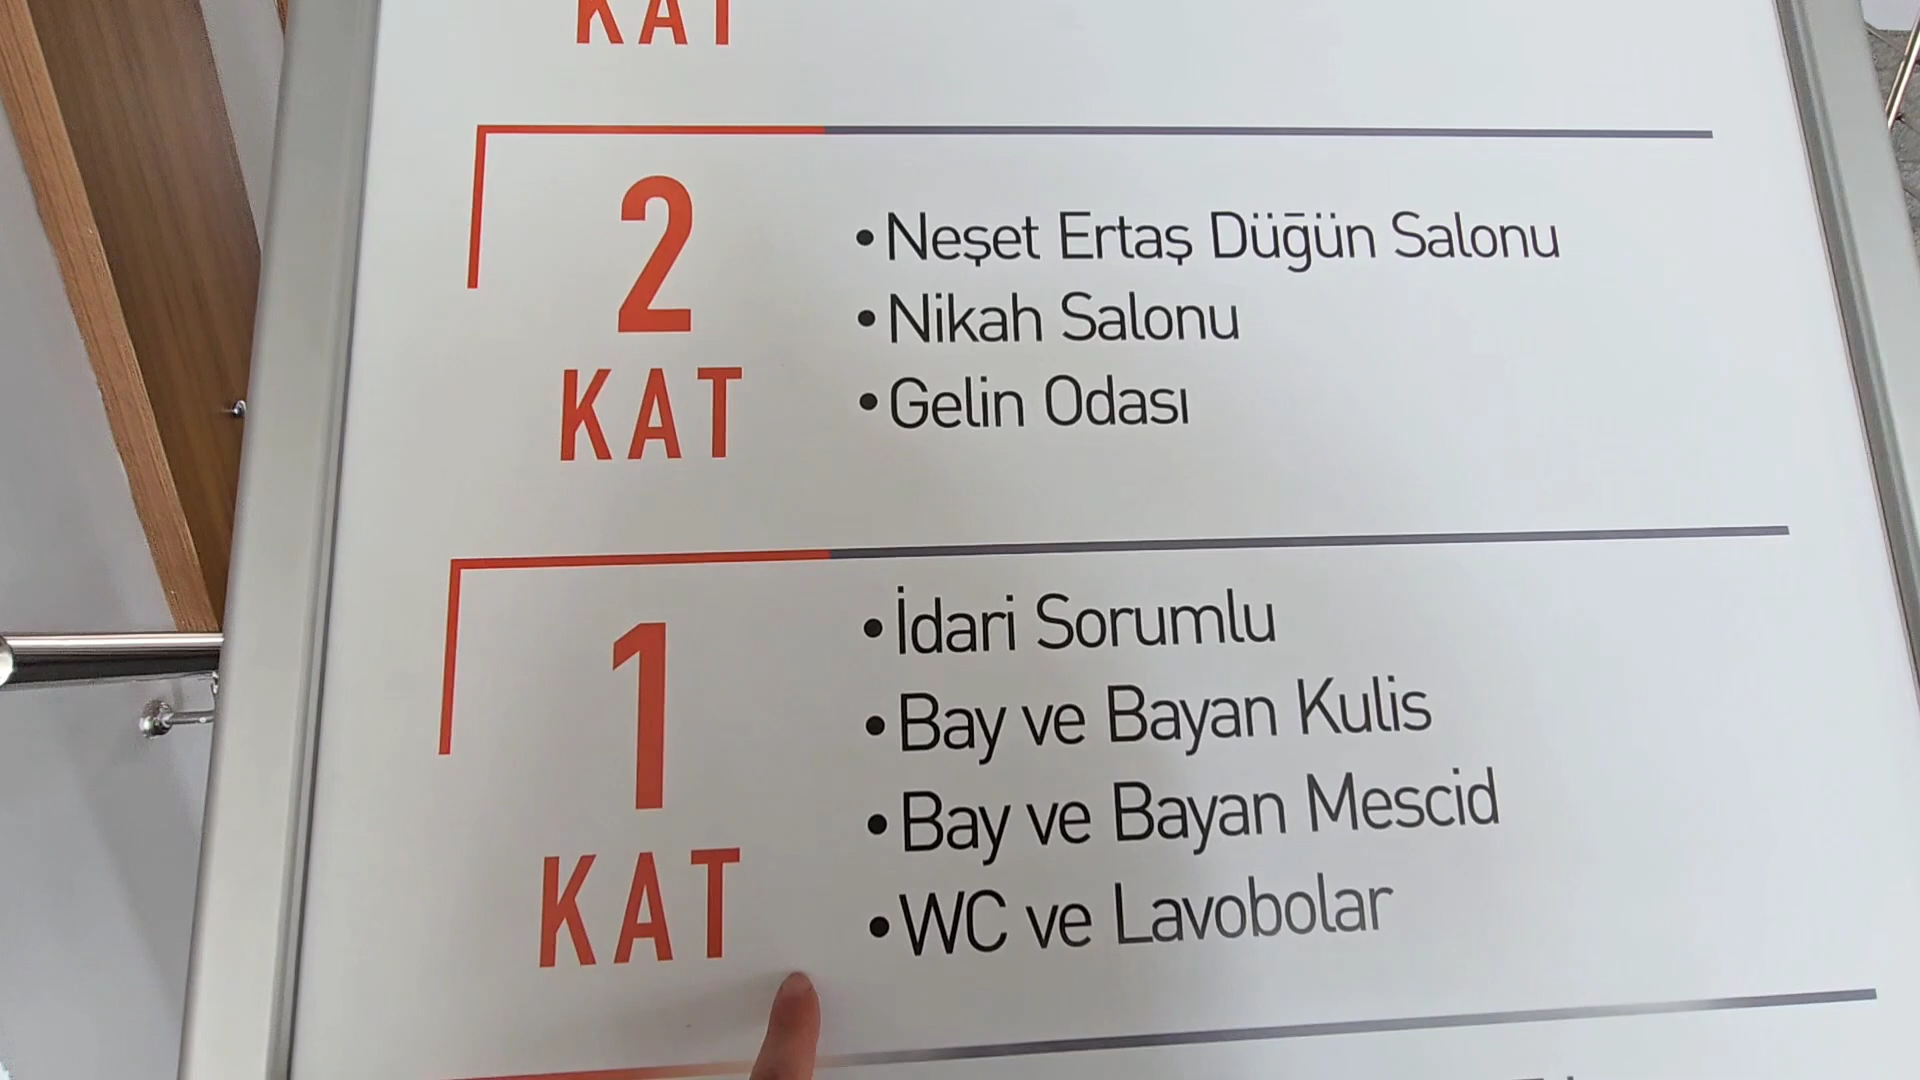 KAT
2
KAT
•Neşet Ertaş Düğün Salonu
•Nikah Salonu
•Gelin Odası
1
KAT
•İdari Sorumlu
•Bay ve Bayan Kulis
•Bay ve Bayan Mescid
•WC ve Lavobolar